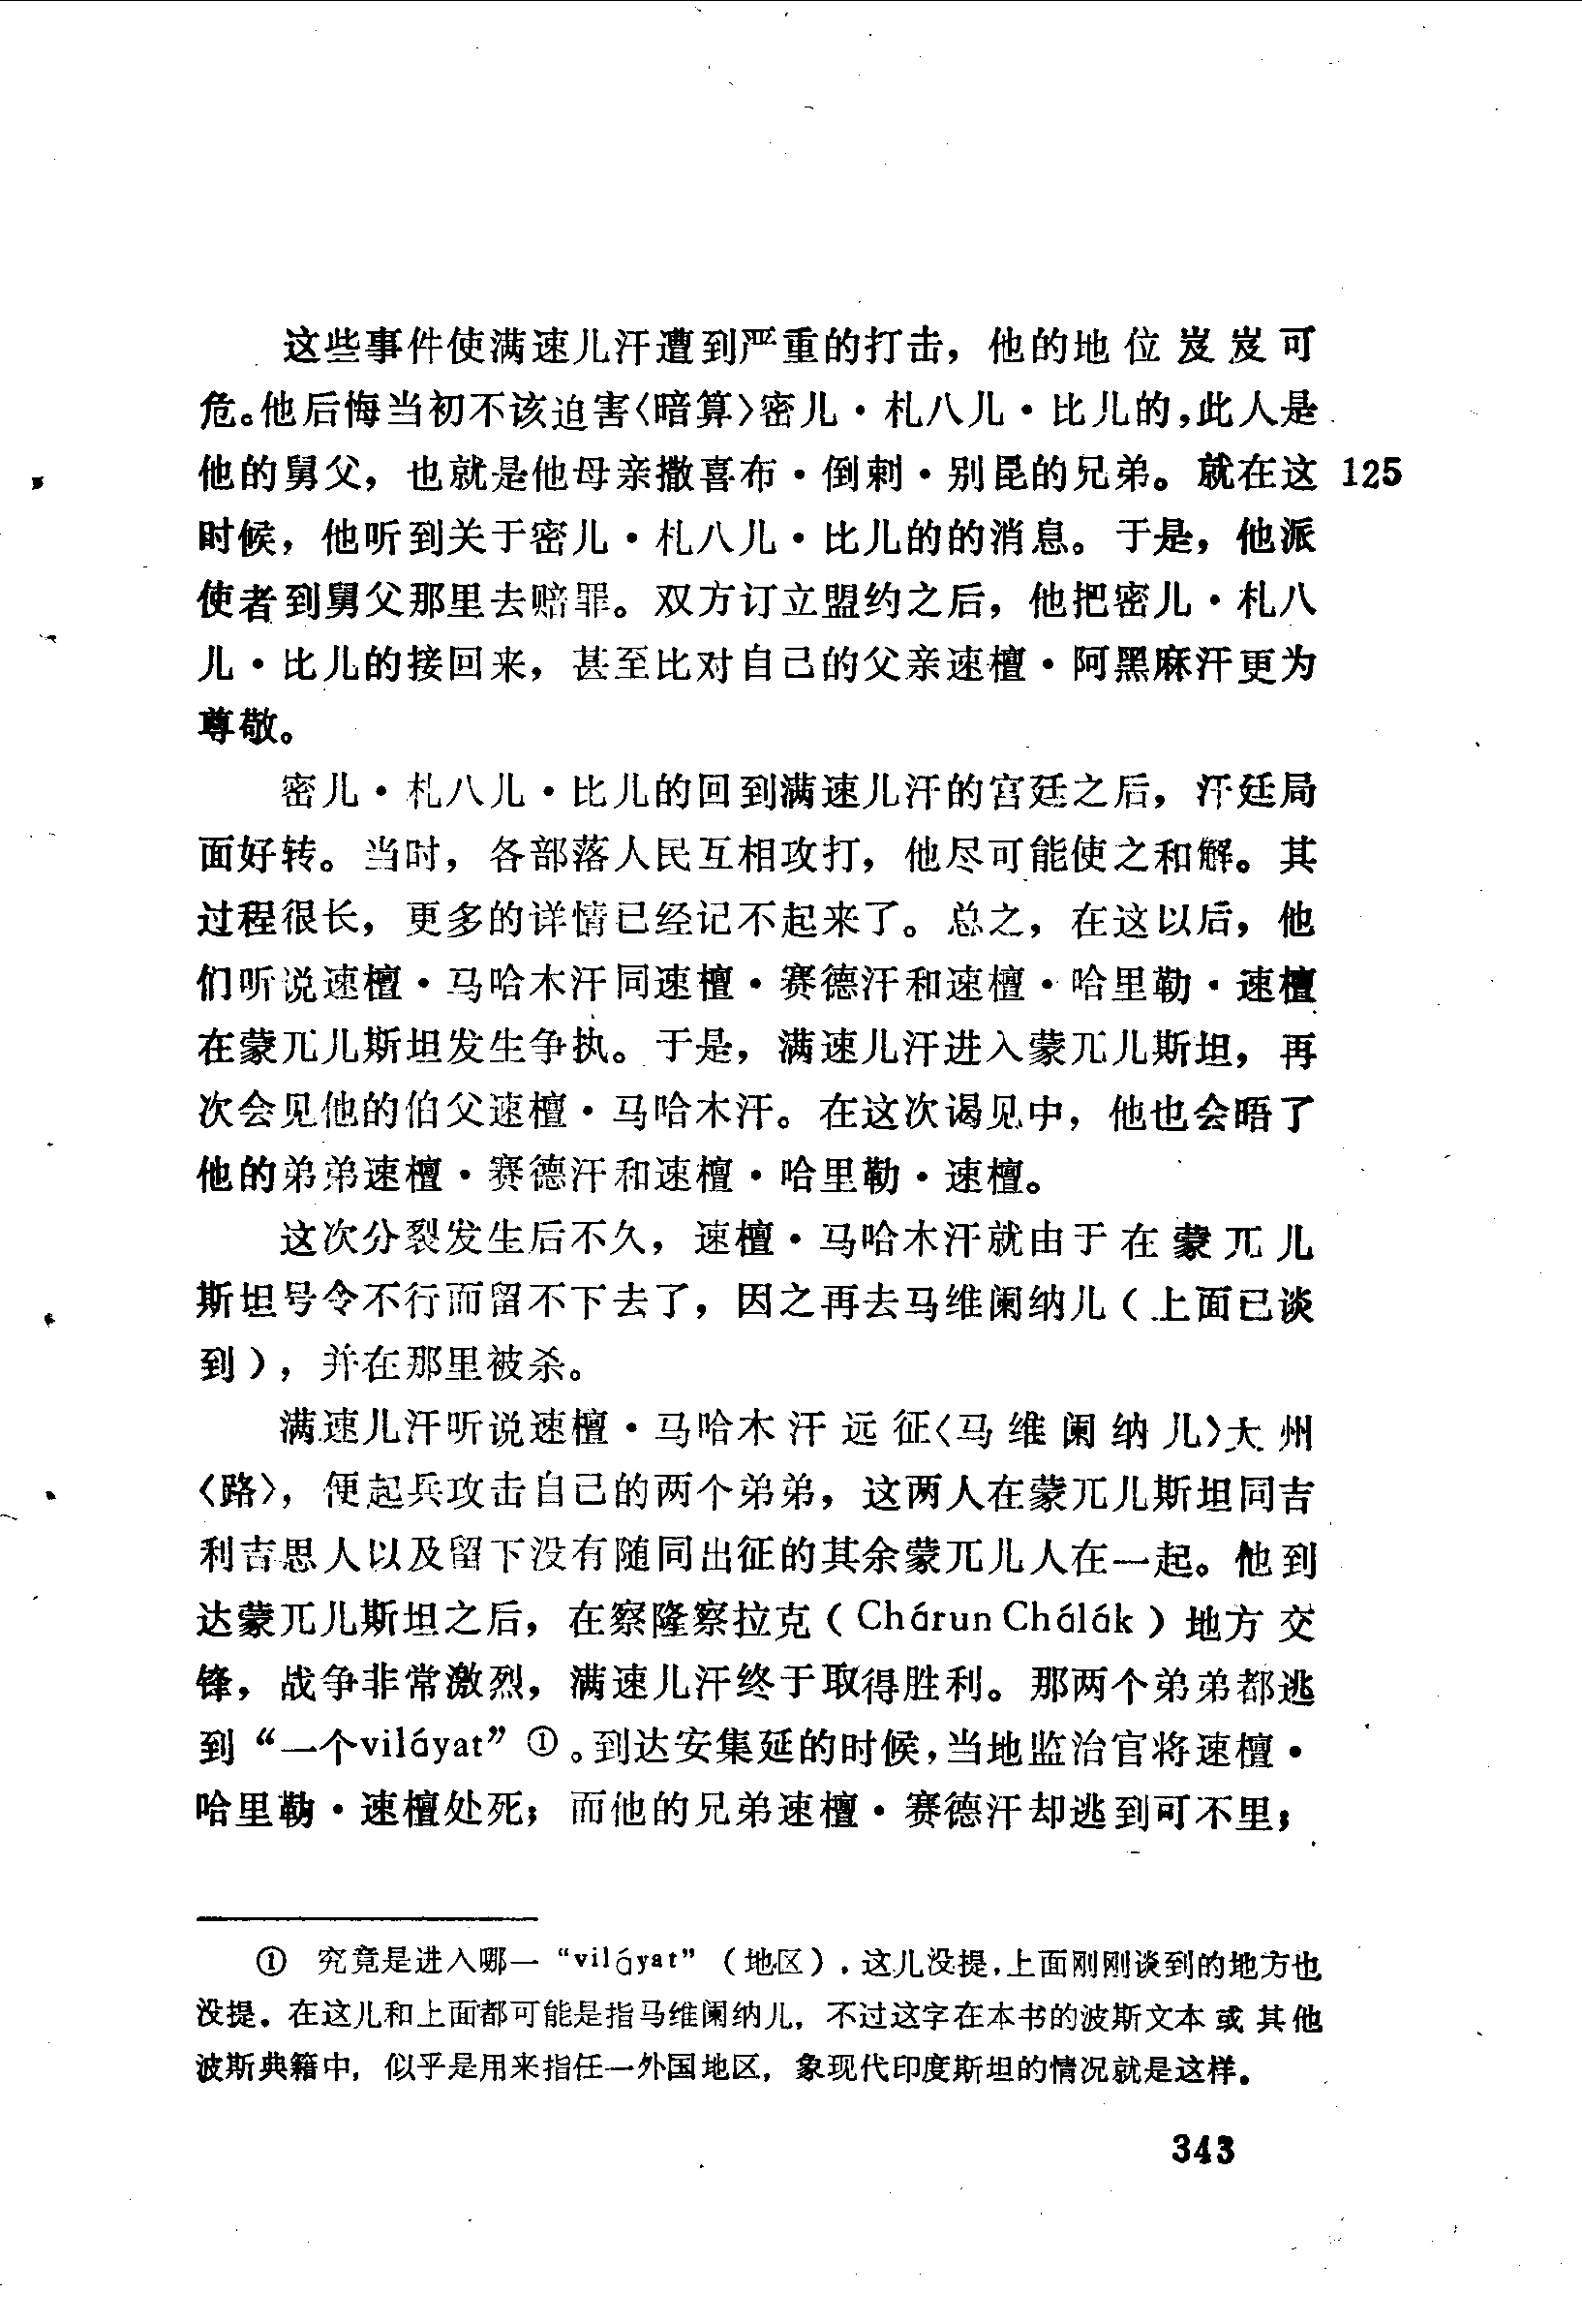 这些事件使满速儿汗遭到严重的打击，他的地位岌岌可
危。他后悔当初不该迫害〈暗算〉密儿·札八儿·比儿的，此人是
他的舅父，也就是他母亲撒喜布·倒剌·别昆的兄弟。就在这 125
时候，他听到关于密儿·札八儿·比儿的的消息。于是，他派
使者到舅父那里去赔罪。双方订立盟约之后，他把密儿·札八
儿·比儿的接回来，甚至比对自己的父亲速檀·阿黑麻汗更为
尊敬。
密儿·札八儿·比儿的回到满速儿汗的宫廷之后，汗廷局
面好转。当时，各部落人民互相攻打，他尽可能使之和解。其
过程很长，更多的详情已经记不起来了。总之，在这以后，他
们听说速檀·马哈木汗同速檀·赛德汗和速檀·哈里勒·速檀
在蒙兀儿斯坦发生争执。于是，满速儿汗进入蒙兀儿斯坦，再
次会见他的伯父速檀·马哈木汗。在这次谒见中，他也会晤了
他的弟弟速檀·赛德汗和速檀·哈里勒·速檀。
这次分裂发生后不久，速檀·马哈木汗就由于在蒙兀儿
斯坦号令不行而留不下去了，因之再去马维阑纳儿（上面已谈
到），并在那里被杀。
满速儿汗听说速檀·马哈木汗远征〈马维阑纳儿〉大州
〈路〉，便起兵攻击自己的两个弟弟，这两人在蒙兀儿斯坦同吉
利吉思人以及留下没有随同出征的其余蒙兀儿人在一起。他到
达蒙兀儿斯坦之后，在察隆察拉克（Chárun Chálák）地方交
锋，战争非常激烈，满速儿汗终于取得胜利。那两个弟弟都逃
到“一个viláyat”①。到达安集延的时候，当地监治官将速檀·
哈里勒·速檀处死；而他的兄弟速檀·赛德汗却逃到可不里；
① 究竟是进入哪一“viláyat”（地区），这儿没提，上面刚刚谈到的地方也
没提。在这儿和上面都可能是指马维阑纳儿，不过这字在本书的波斯文本或其他
波斯典籍中，似乎是用来指任一外国地区，象现代印度斯坦的情况就是这样。
343